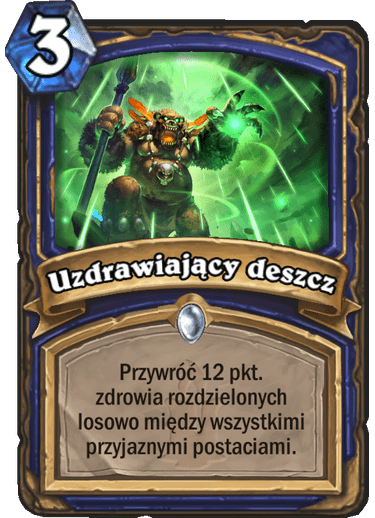 3
Uzdrawiający deszcz
Przywróć 12 pkt.
zdrowia rozdzielonych
losowo między wszystkimi
przyjaznymi postaciami.